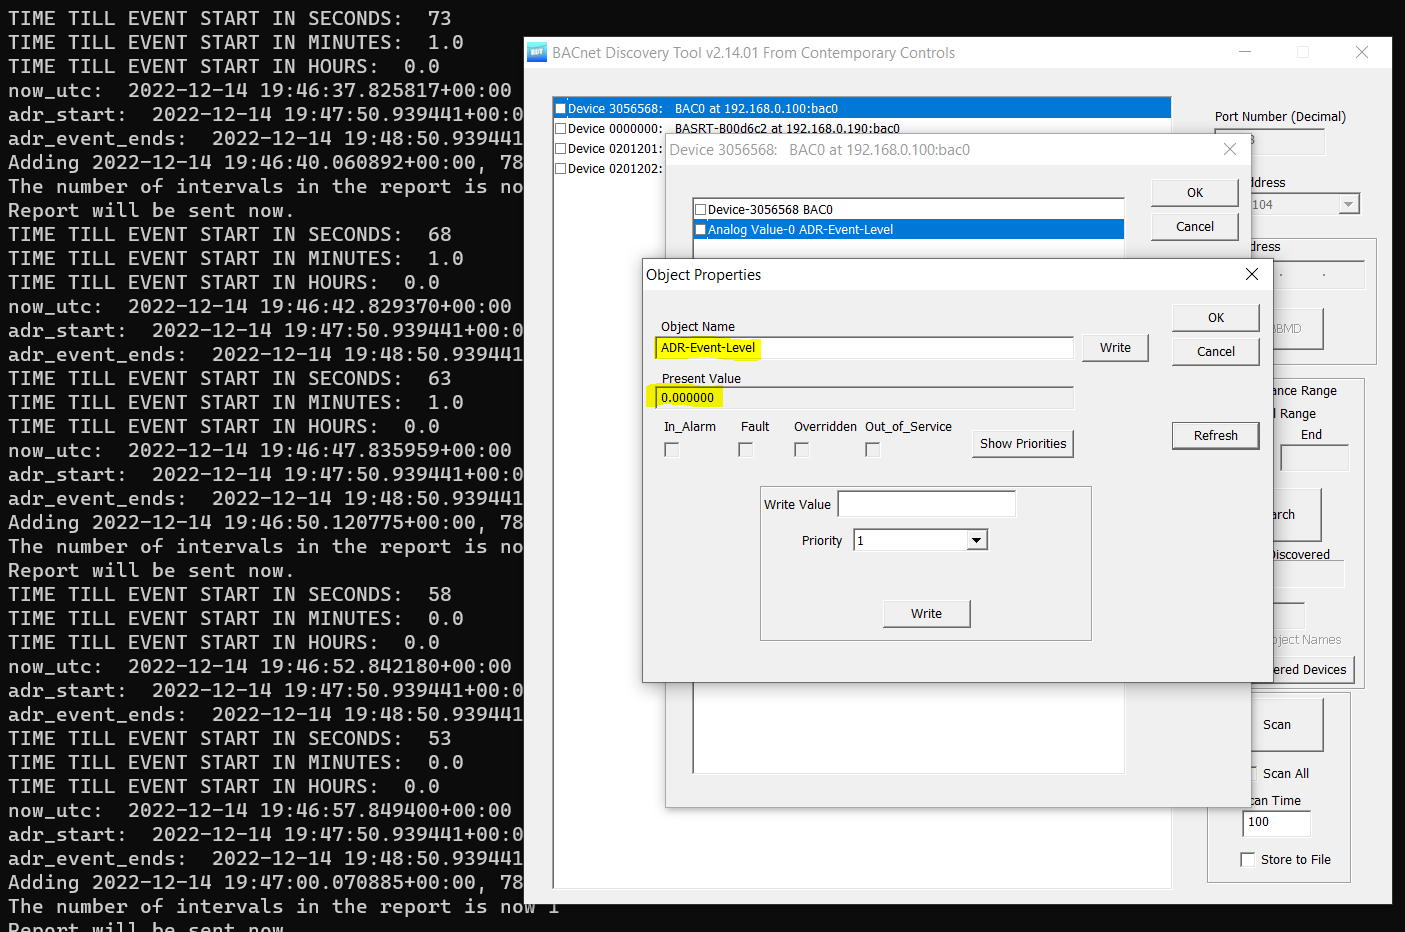 TIME TILL EVENT START IN SECONDS:  73
TIME TILL EVENT START IN MINUTES:  1.0
TIME TILL EVENT START IN HOURS:  0.0
now_utc:  2022-12-14 19:46:37.825817+00:00
adr_start:  2022-12-14 19:47:50.939441+00:0
adr_event_ends:  2022-12-14 19:48:50.939441
Adding 2022-12-14 19:46:40.060892+00:00, 78
The number of intervals in the report is no
Report will be sent now.
TIME TILL EVENT START IN SECONDS:  68
TIME TILL EVENT START IN MINUTES:  1.0
TIME TILL EVENT START IN HOURS:  0.0
now_utc:  2022-12-14 19:46:42.829370+00:00
adr_start:  2022-12-14 19:47:50.939441+00:0
adr_event_ends:  2022-12-14 19:48:50.939441
TIME TILL EVENT START IN SECONDS:  63
TIME TILL EVENT START IN MINUTES:  1.0
TIME TILL EVENT START IN HOURS:  0.0
now_utc:  2022-12-14 19:46:47.835959+00:00
adr_start:  2022-12-14 19:47:50.939441+00:0
adr_event_ends:  2022-12-14 19:48:50.939441
Adding 2022-12-14 19:46:50.120775+00:00, 78
The number of intervals in the report is no
Report will be sent now.
TIME TILL EVENT START IN SECONDS:  58
TIME TILL EVENT START IN MINUTES:  0.0
TIME TILL EVENT START IN HOURS:  0.0
now_utc:  2022-12-14 19:46:52.842180+00:00
adr_start:  2022-12-14 19:47:50.939441+00:0
adr_event_ends:  2022-12-14 19:48:50.939441
TIME TILL EVENT START IN SECONDS:  53
TIME TILL EVENT START IN MINUTES:  0.0
TIME TILL EVENT START IN HOURS:  0.0
now_utc:  2022-12-14 19:46:57.849400+00:00
adr_start:  2022-12-14 19:47:50.939441+00:0
adr_event_ends:  2022-12-14 19:48:50.939441
Adding 2022-12-14 19:47:00.070885+00:00, 78
The number of intervals in the report is now 1
Report will be sent now
BDT BACnet Discovery Tool v2.14.01 From Contemporary Controls
Device 3056568:   BAC0 at 192.168.0.100:bac0
Device 0000000:   BASRT-B00d6c2 at 192.168.0.190:bac0
Device 0201201:
Device 0201202:
Port Number (Decimal)
ddress
104
dress
BBMD
ance Range
l Range
End
arch
Discovered
bject Names
ered Devices
Scan
Scan All
can Time
100
Store to File
Device 3056568:   BAC0 at 192.168.0.100:bac0
Device-3056568 BAC0
Analog Value-0 ADR-Event-Level
OK
Cancel
Object Properties
Object Name
ADR-Event-Level
Write
OK
Cancel
Present Value
0.000000
In_Alarm Fault Overridden Out_of_Service
Show Priorities
Refresh
Write Value
Priority 1
Write